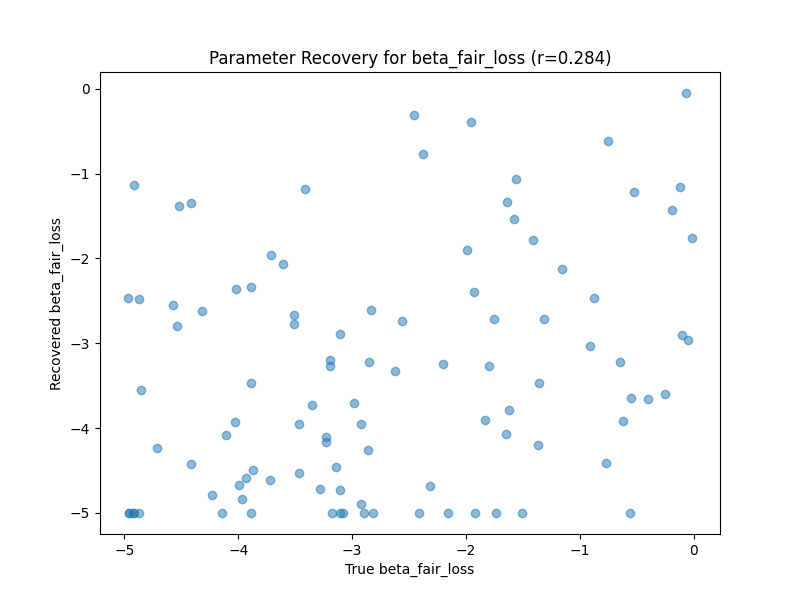 Parameter Recovery for beta_fair_loss (r=0.284)
0
−1
−2
−3
−4
−5
Recovered beta_fair_loss
−5 −4 −3 −2 −1 0
True beta_fair_loss